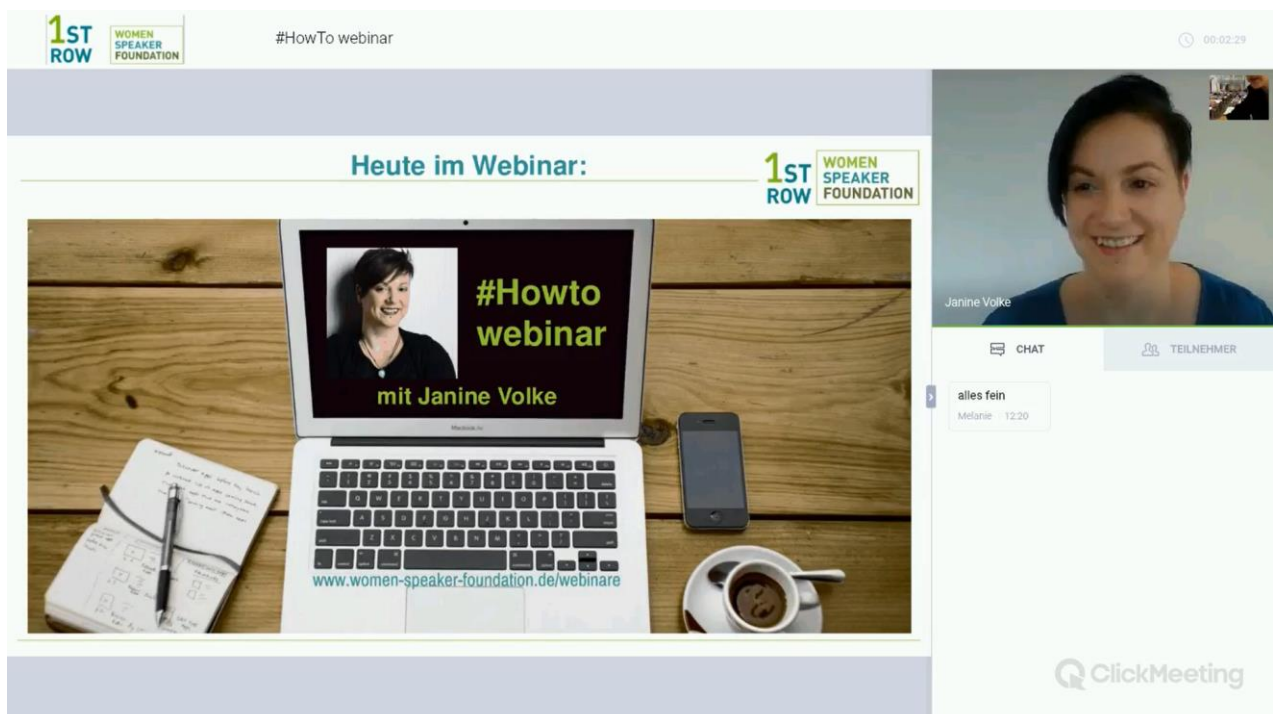 1ST
ROW
WOMEN
SPEAKER
FOUNDATION
#HowTo webinar
00:02:29
Heute im Webinar:
1ST
ROW
WOMEN
SPEAKER
FOUNDATION
#Howto
webinar
mit Janine Volke
www.women-speaker-foundation.de/webinare
Janine Volke
CHAT
TEILNEHMER
alles fein
Melanie 12:20
ClickMeeting